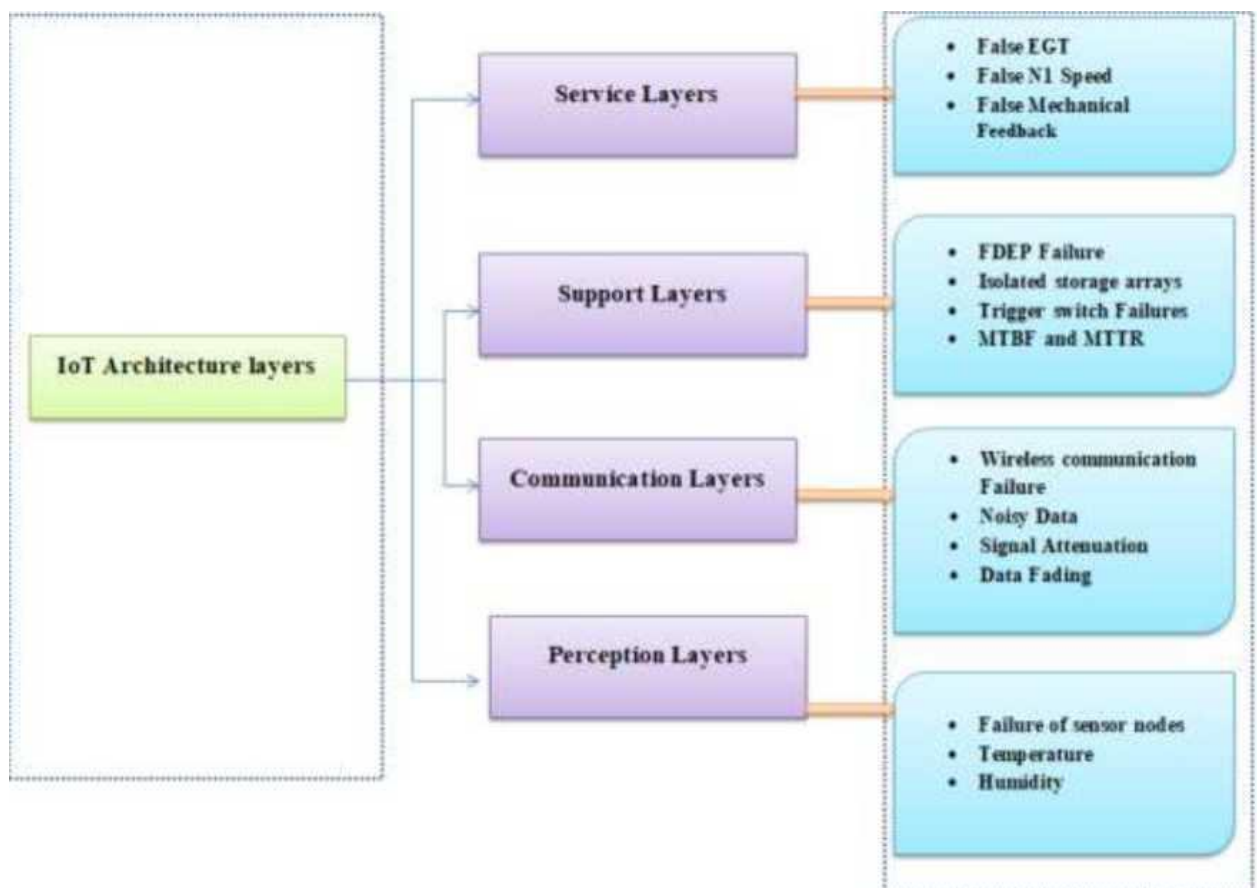 IoT Architecture layers
Service Layers
• False EGT
• False N1 Speed
• False Mechanical
Feedback
Support Layers
• FDEP Failure
• Isolated storage arrays
• Trigger switch Failures
• MTBF and MTTR
Communication Layers
• Wireless communication
Failure
• Noisy Data
• Signal Attenuation
• Data Fading
Perception Layers
• Failure of sensor nodes
• Temperature
• Humidity